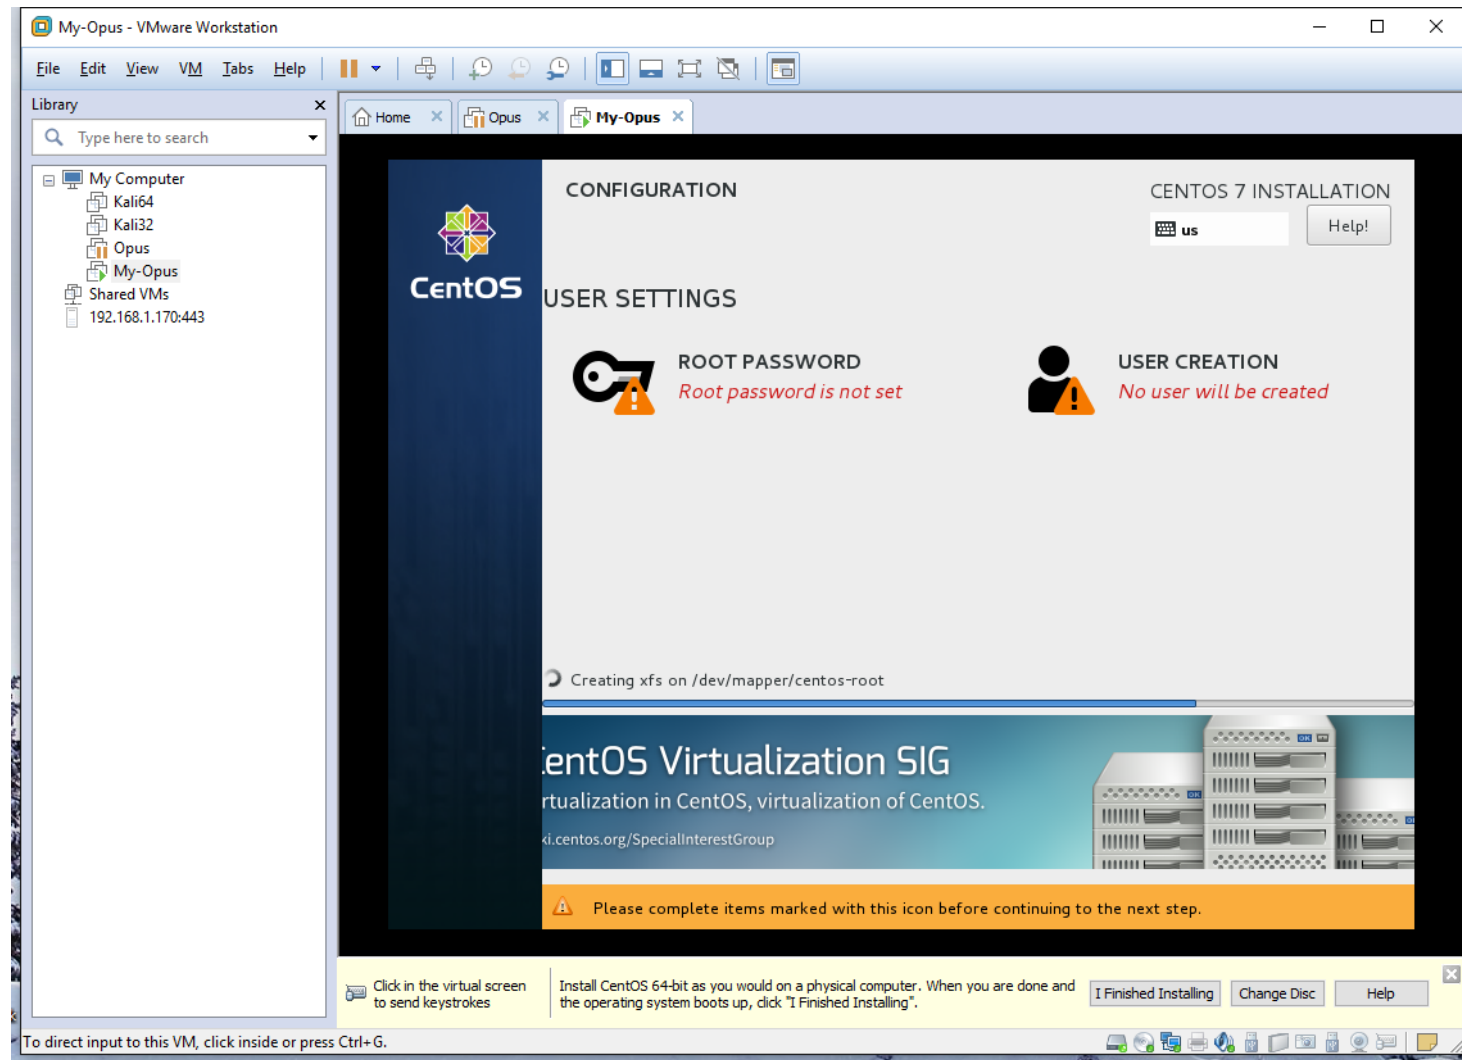 My-Opus - VMware Workstation
File Edit View VM Tabs Help
Library
Type here to search
My Computer
Kali64
Kali32
Opus
My-Opus
Shared VMs
192.168.1.170:443
Home Opus My-Opus
CentOS
CONFIGURATION
CENTOS 7 INSTALLATION
us
Help!
USER SETTINGS
ROOT PASSWORD
Root password is not set
USER CREATION
No user will be created
Creating xfs on /dev/mapper/centos-root
entOS Virtualization SIG
rtualization in CentOS, virtualization of CentOS.
ki.centos.org/SpecialInterestGroup
OK
OK
OK
Please complete items marked with this icon before continuing to the next step.
Click in the virtual screen
to send keystrokes
Install CentOS 64-bit as you would on a physical computer. When you are done and
the operating system boots up, click "I Finished Installing".
I Finished Installing Change Disc Help
To direct input to this VM, click inside or press Ctrl+G.